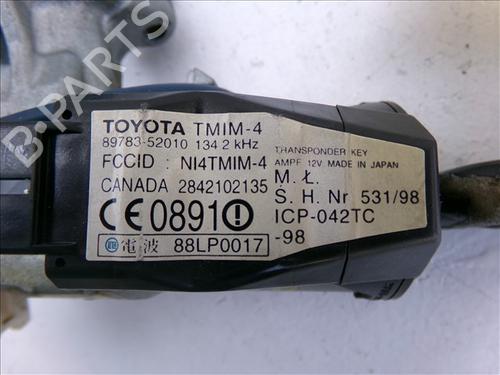 TOYOTA TMIM-4
89783-52010 134 2 kHz
FCCID : NI4TMIM-4
CANADA 2842102135
CE0891
電波 88LP0017
TRANSPONDER KEY
AMPF 12V MADE IN JAPAN
M. Ł.
S. H. Nr 531/98
ICP-042TC
-98